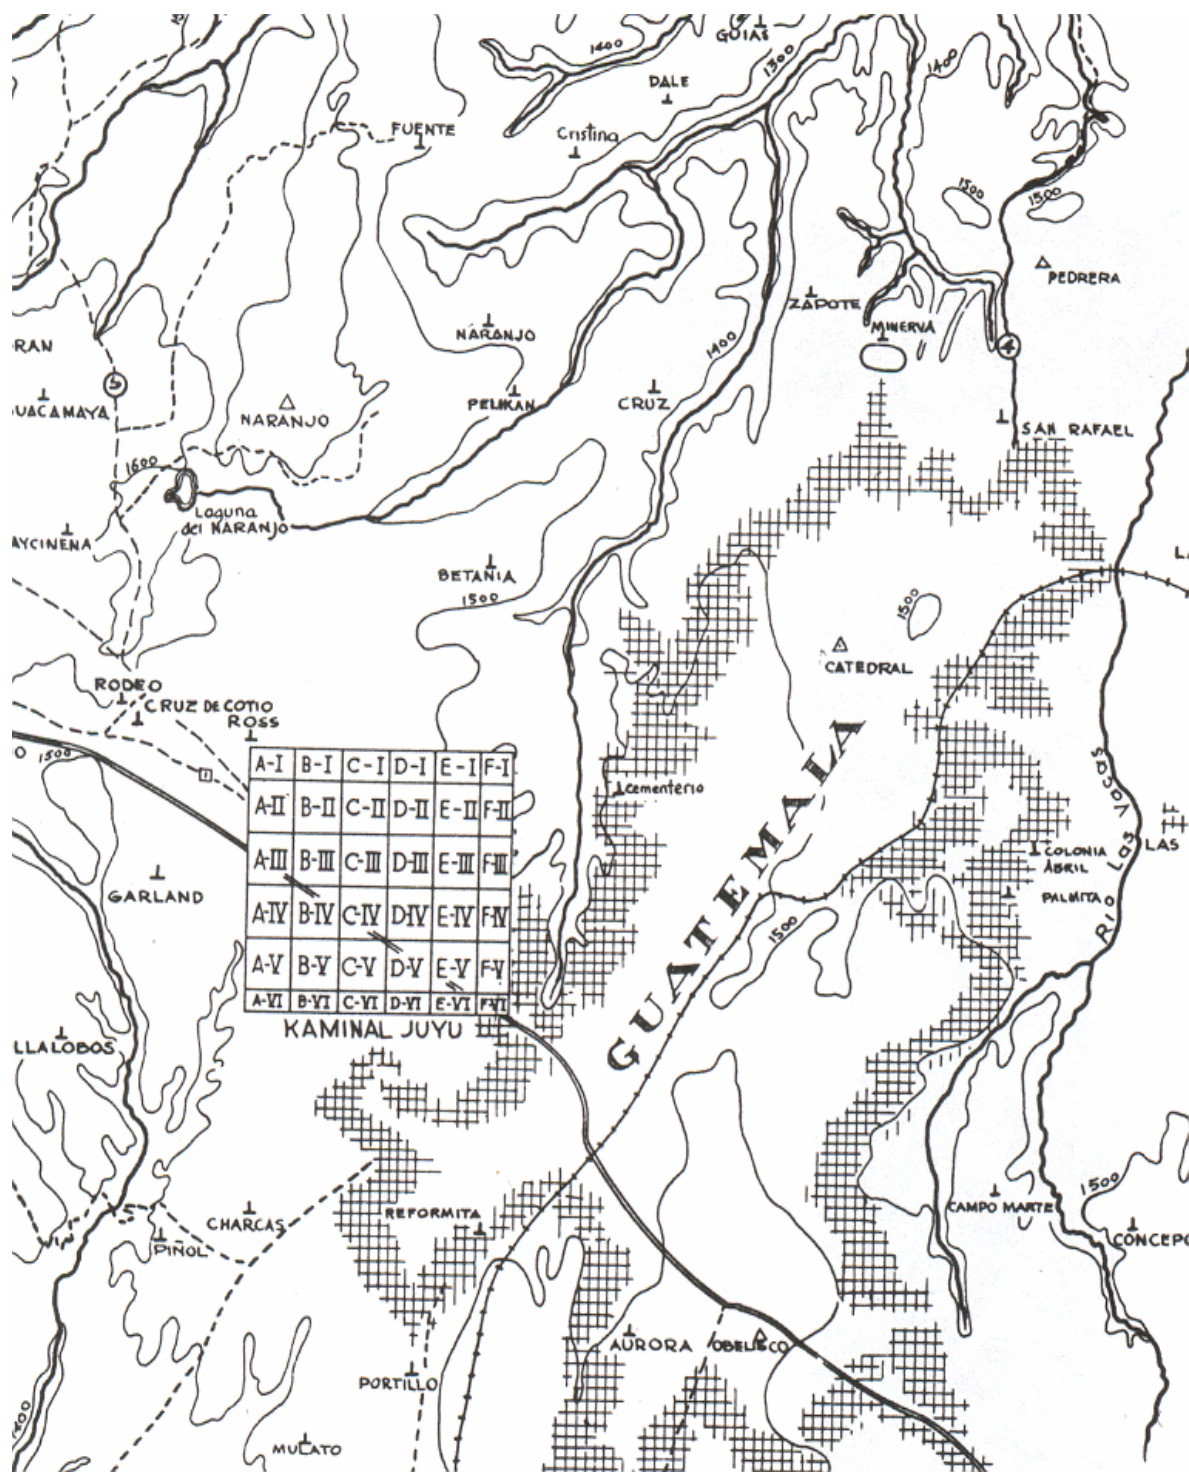 GUIAS
1400
DALE
1300
1400
FUENTE
Cristina
1500
1500
PEDRERA
ZAPOTE
MINERVA
NARANJO
1400
4
5
UACAMAYA
NARANJO
PELIKAN
CRUZ
SAN RAFAEL
1600
Laguna
del NARANJO
AYCINENA
BETANIA
1500
1500
CATEDRAL
RODEO
CRUZ DE COTIO
ROSS
1500
1
A-I B-I C-I D-I E-I F-I
A-II B-II C-II D-II E-II F-II
A-III B-III C-III D-III E-III F-III
A-IV B-IV C-IV D-IV E-IV F-IV
A-V B-V C-V D-V E-V F-V
A-VI B-VI C-VI D-VI E-VI F-VI
KAMINAL JUYU
cementerio
GUATEMALA
RIO LAS VACAS
COLONIA
ABRIL
LAS
PALMITA
1500
GARLAND
LLALOBOS
1500
CHARCAS
PIÑOL
REFORMITA
CAMPO MARTE
CONCEPC
AURORA
OBELISCO
PORTILLO
MULATO